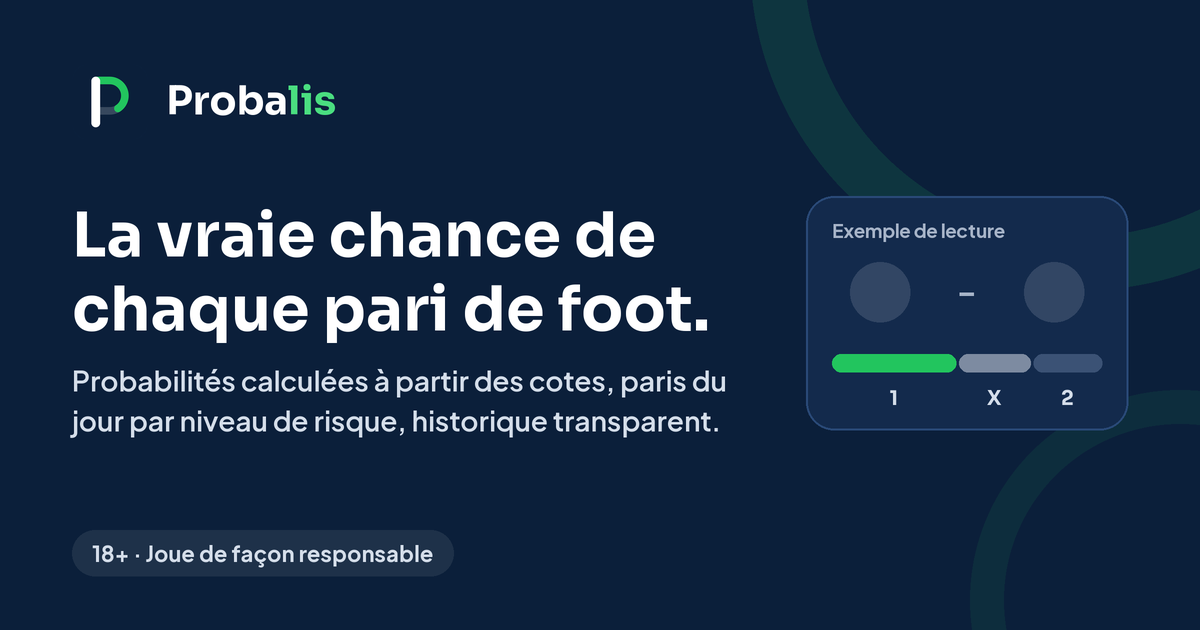 Probalis
La vraie chance de
chaque pari de foot.
Probabilités calculées à partir des cotes, paris du
jour par niveau de risque, historique transparent.
18+ · Joue de façon responsable
Exemple de lecture
–
1 X 2